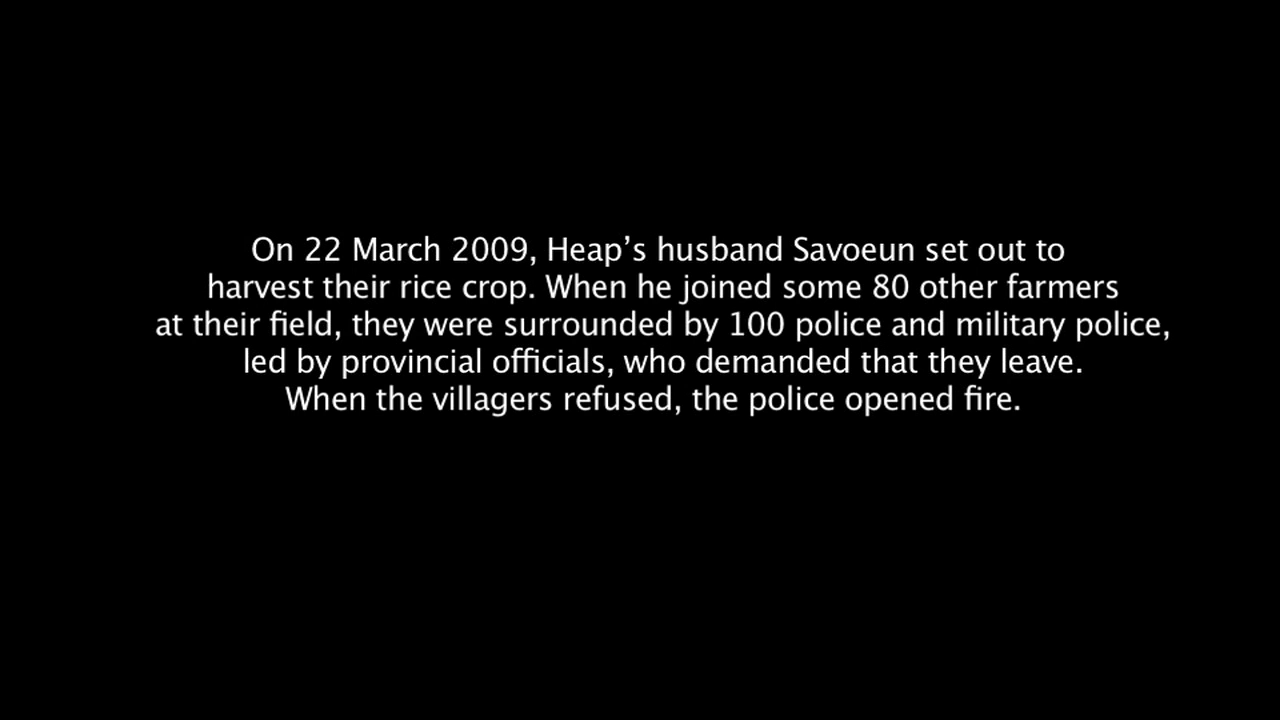 On 22 March 2009, Heap’s husband Savoeun set out to
harvest their rice crop. When he joined some 80 other farmers
at their field, they were surrounded by 100 police and military police,
led by provincial officials, who demanded that they leave.
When the villagers refused, the police opened fire.